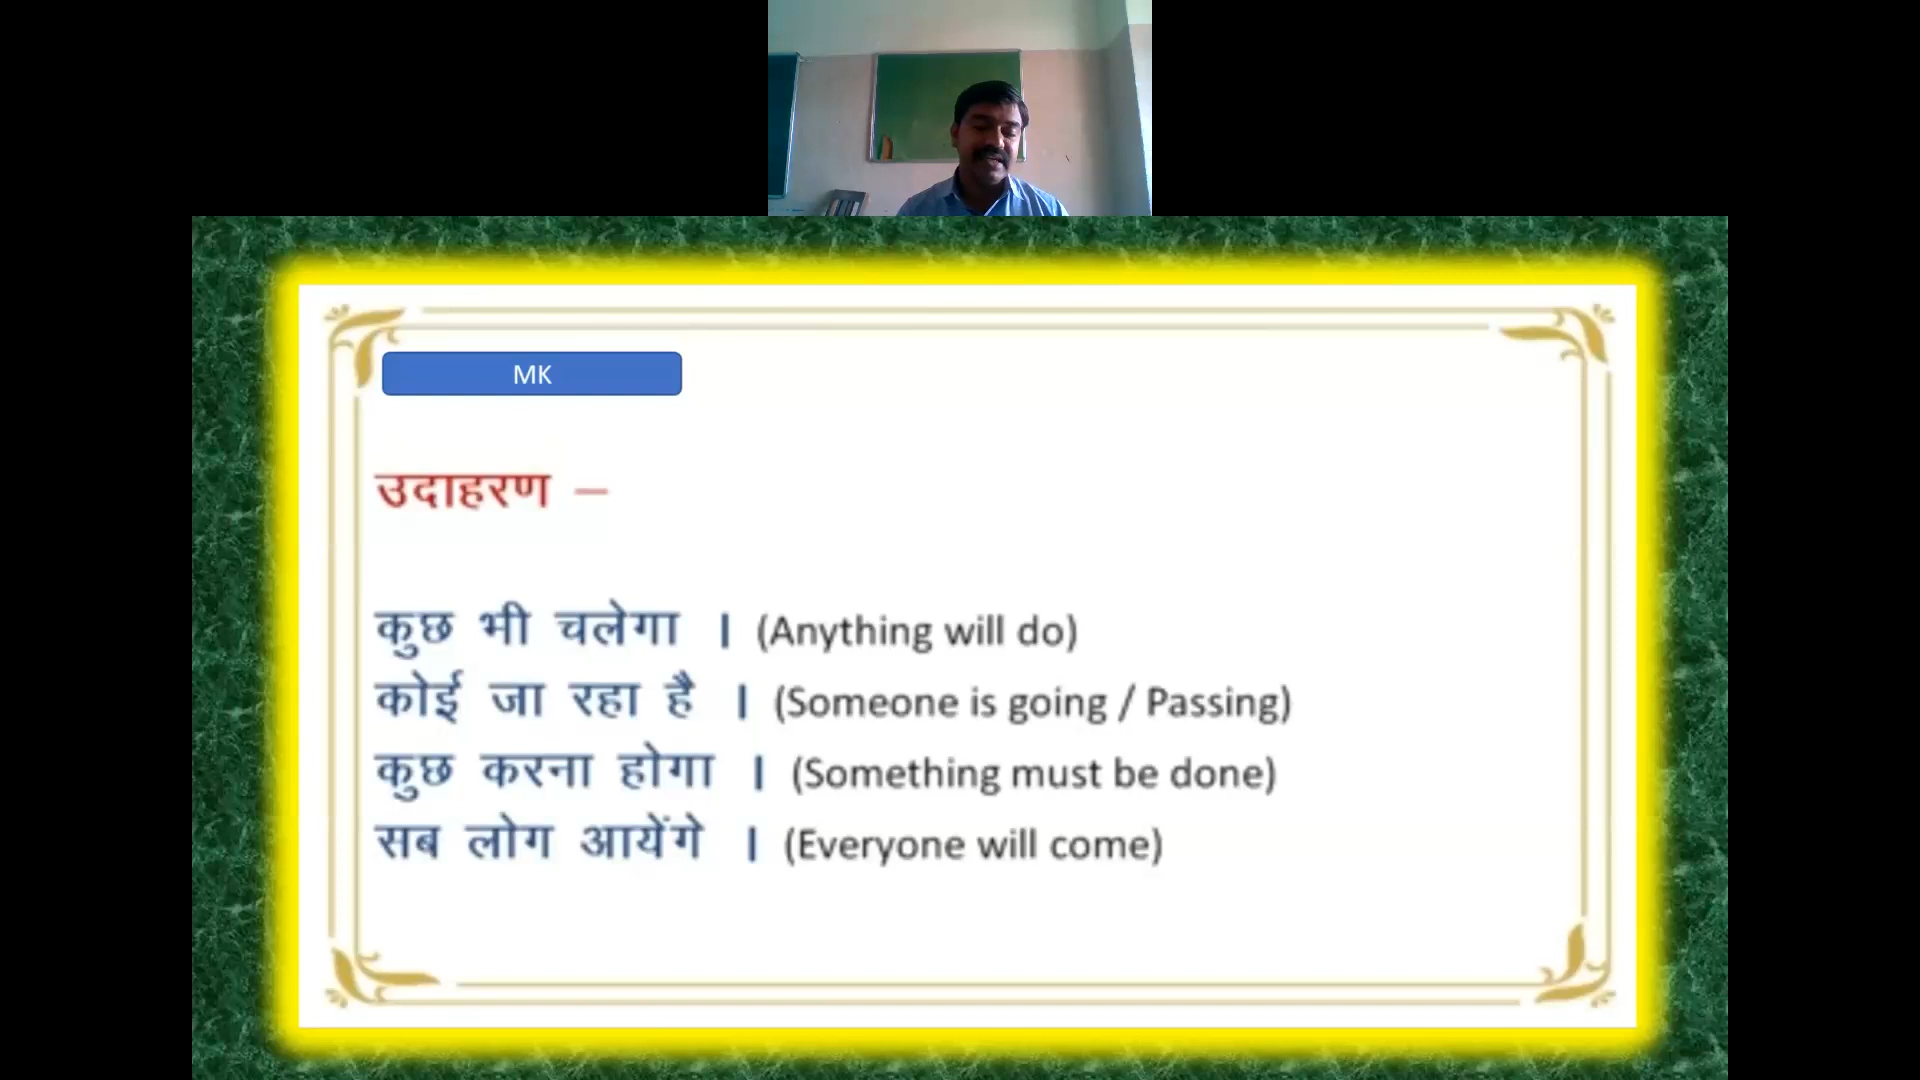 MK
उदाहरण –
कुछ भी चलेगा । (Anything will do)
कोई जा रहा है । (Someone is going / Passing)
कुछ करना होगा । (Something must be done)
सब लोग आयेंगे । (Everyone will come)